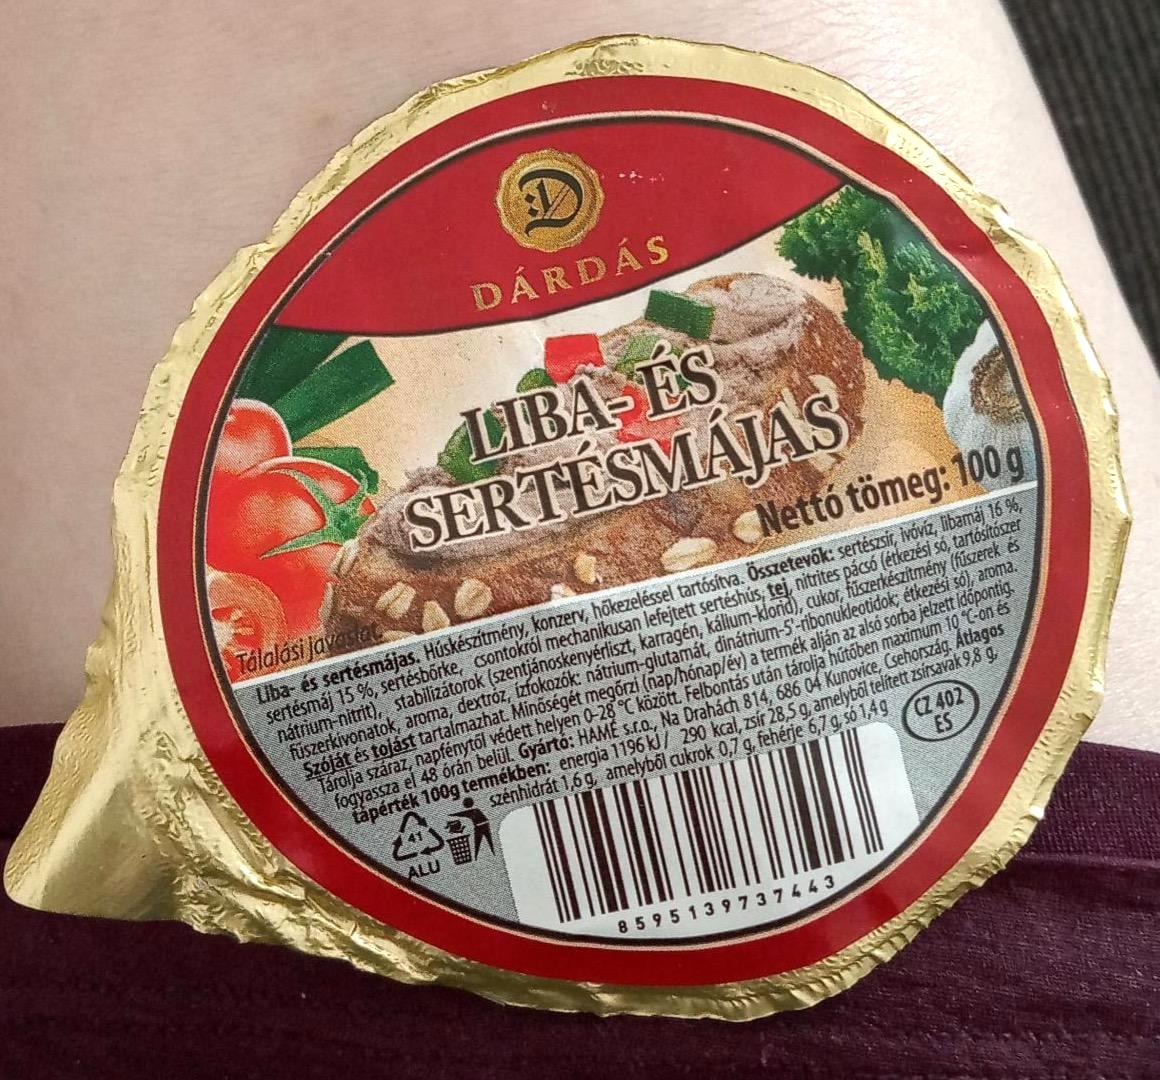 DÁRDÁS
LIBA- ÉS
SERTÉSMÁJAS
Nettó tömeg: 100 g
Tálalási javaslat
Liba- és sertésmájas. Húskészítmény, konzerv, hőkezeléssel tartósítva. Összetevők: sertészsír, ivóvíz, libamáj 16 %,
sertésmáj 15 %, sertésbőrke, csontokról mechanikusan lefejtett sertéshús, tej, nitrites pácsó (étkezési só, tartósítószer
nátrium-nitrit), stabilizátorok (szentjánoskenyérliszt, karragén, kálium-klorid), cukor, fűszerkészítmény (fűszerek és
fűszerkivonatok, aroma, dextróz, ízfokozók: nátrium-glutamát, dinátrium-5'-ribonukleotidok; étkezési só), aroma.
Szóját és tojást tartalmazhat. Minőségét megőrzi (nap/hónap/év) a termék alján az alsó sorba jelzett időpontig.
Tárolja száraz, napfénytől védett helyen 0-28 °C között. Felbontás után tárolja hűtőben maximum 10 °C-on és
fogyassza el 48 órán belül. Gyártó: HAMÉ s.r.o., Na Drahách 814, 686 04 Kunovice, Csehország. Átlagos
tápérték 100g termékben: energia 1196 kJ / 290 kcal, zsír 28,5 g, amelyből telített zsírsavak 9,8 g,
szénhidrát 1,6 g, amelyből cukrok 0,7 g, fehérje 6,7 g, só 1,4 g
CZ 402
ES
41
ALU
8595139737443